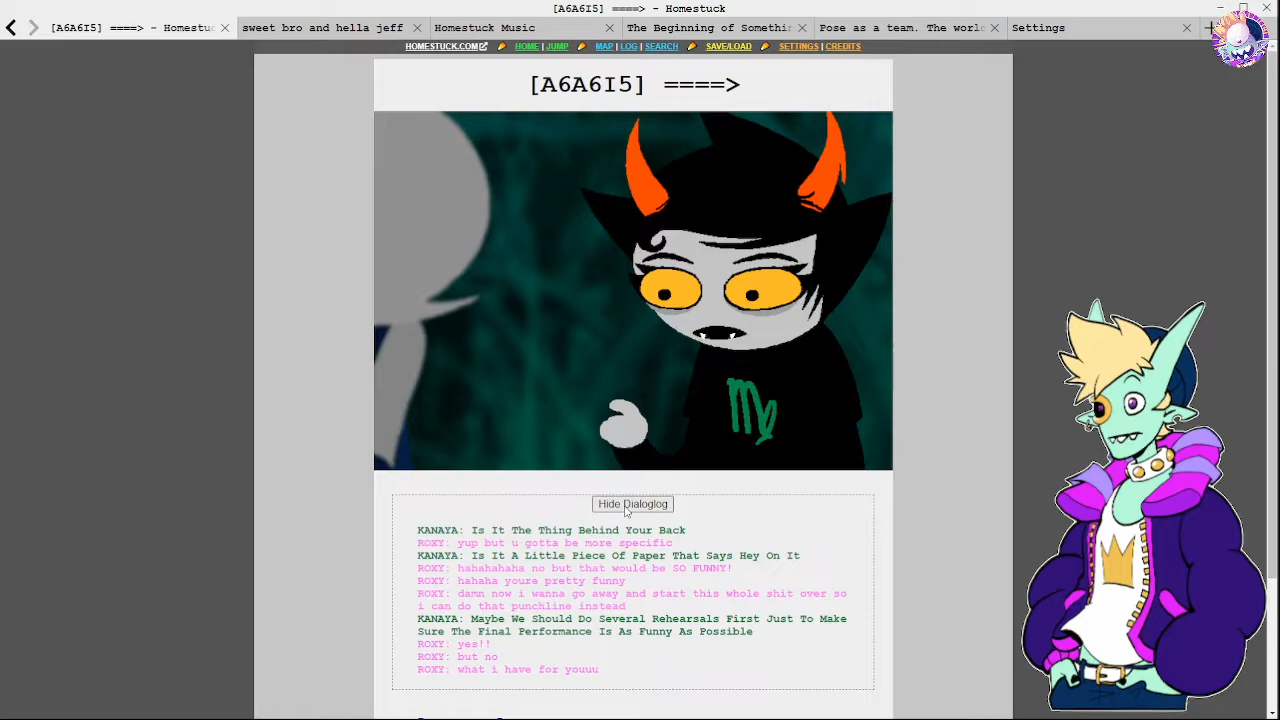 [A6A6I5] ====> - Homestuck
[A6A6I5] ====> - Homestuc
sweet bro and hella jeff
Homestuck Music
The Beginning of Somethin
Pose as a team. The worl
Settings
HOMESTUCK.COM
HOME | JUMP
MAP | LOG | SEARCH
SAVE/LOAD
SETTINGS | CREDITS
[A6A6I5] ====>
Hide Dialoglog
KANAYA: Is It The Thing Behind Your Back
ROXY: yup but u gotta be more specific
KANAYA: Is It A Little Piece Of Paper That Says Hey On It
ROXY: hahahahaha no but that would be SO FUNNY!
ROXY: hahaha youre pretty funny
ROXY: damn now i wanna go away and start this whole shit over so
i can do that punchline instead
KANAYA: Maybe We Should Do Several Rehearsals First Just To Make
Sure The Final Performance Is As Funny As Possible
ROXY: yes!!
ROXY: but no
ROXY: what i have for youuu